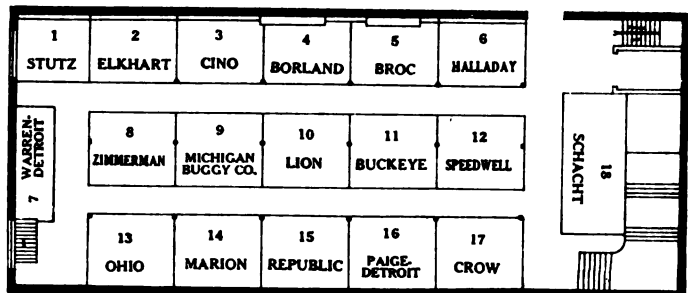 1
STUTZ
2
ELKHART
3
CINO
4
BORLAND
5
BROC
6
HALLADAY
WARREN-
DETROIT
7
8
ZIMMERMAN
9
MICHIGAN
BUGGY CO.
10
LION
11
BUCKEYE
12
SPEEDWELL
SCHACHT
18
13
OHIO
14
MARION
15
REPUBLIC
16
PAIGE-
DETROIT
17
CROW